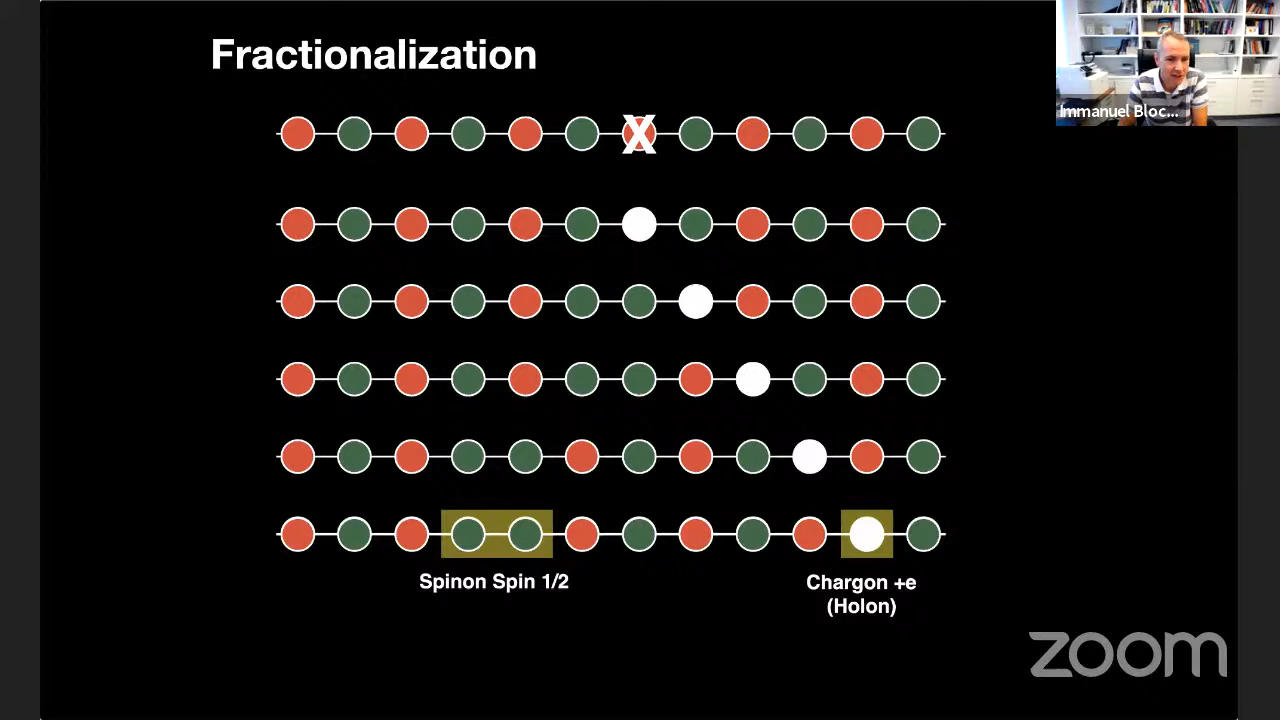 Fractionalization
Immanuel Bloc...
X
Spinon Spin 1/2
Chargon +e
(Holon)
zoom